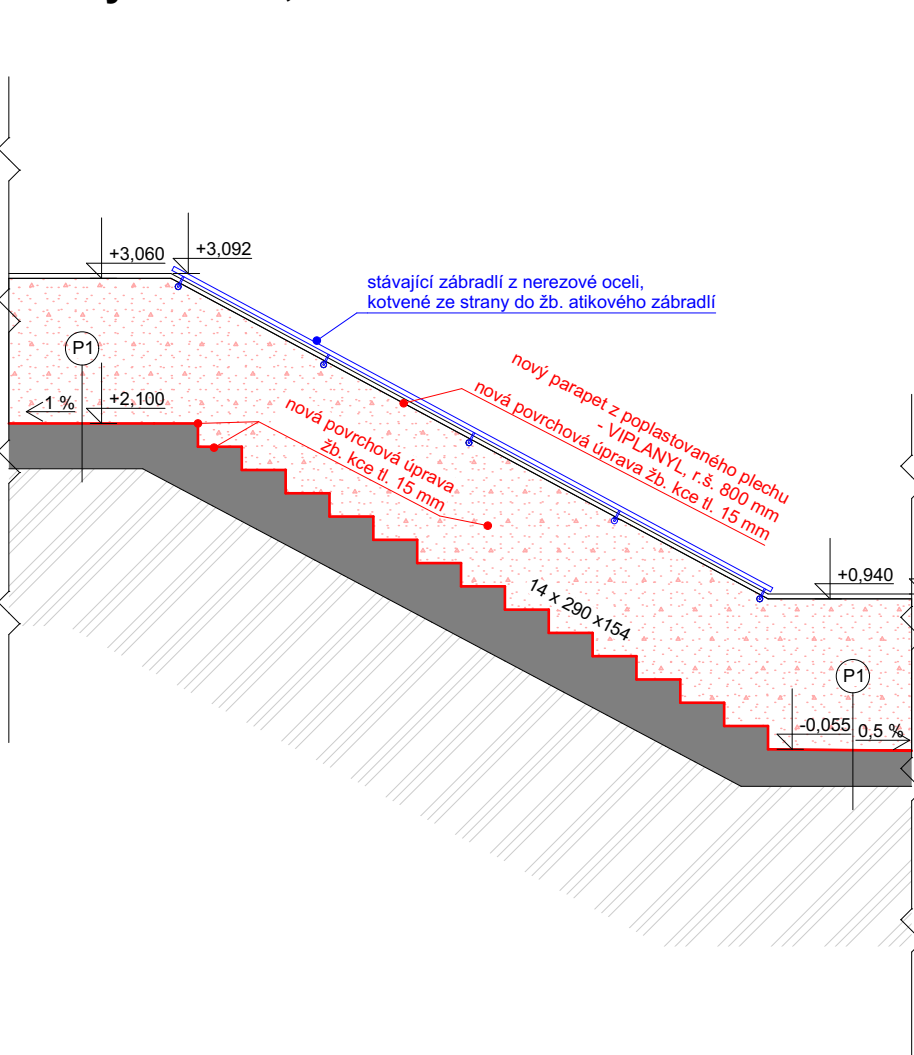 +3,060
+3,092
stávající zábradlí z nerezové oceli,
kotvené ze strany do žb. atikového zábradlí
P1
nový parapet z poplastovaného plechu
- VIPLANYL, r.š. 800 mm
nová povrchová úprava žb. kce tl. 15 mm
1 %
+2,100
nová povrchová úprava
žb. kce tl. 15 mm
14 x 290 x154
+0,940
P1
-0,055
0,5 %